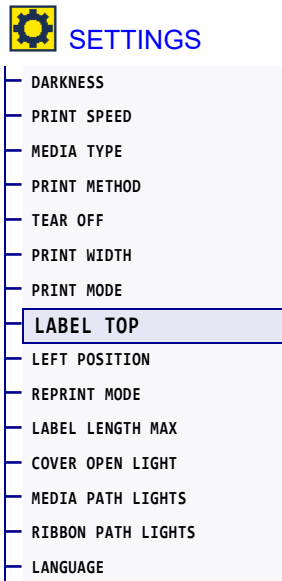 SETTINGS
DARKNESS
PRINT SPEED
MEDIA TYPE
PRINT METHOD
TEAR OFF
PRINT WIDTH
PRINT MODE
LABEL TOP
LEFT POSITION
REPRINT MODE
LABEL LENGTH MAX
COVER OPEN LIGHT
MEDIA PATH LIGHTS
RIBBON PATH LIGHTS
LANGUAGE